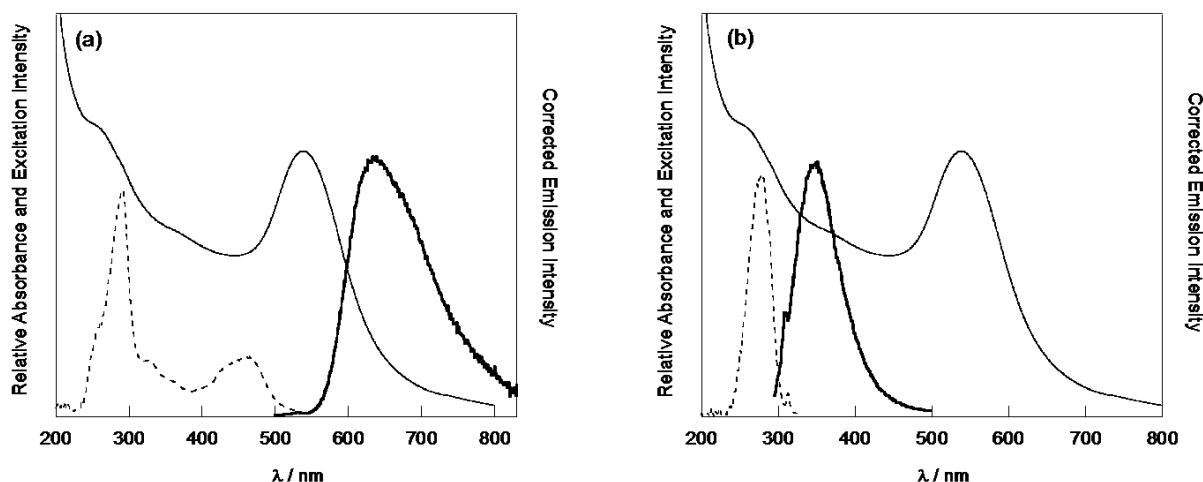 (a)
Relative Absorbance and Excitation Intensity
Corrected Emission Intensity
200 300 400 500 600 700 800
λ / nm
(b)
Relative Absorbance and Excitation Intensity
Corrected Emission Intensity
200 300 400 500 600 700 800
λ / nm